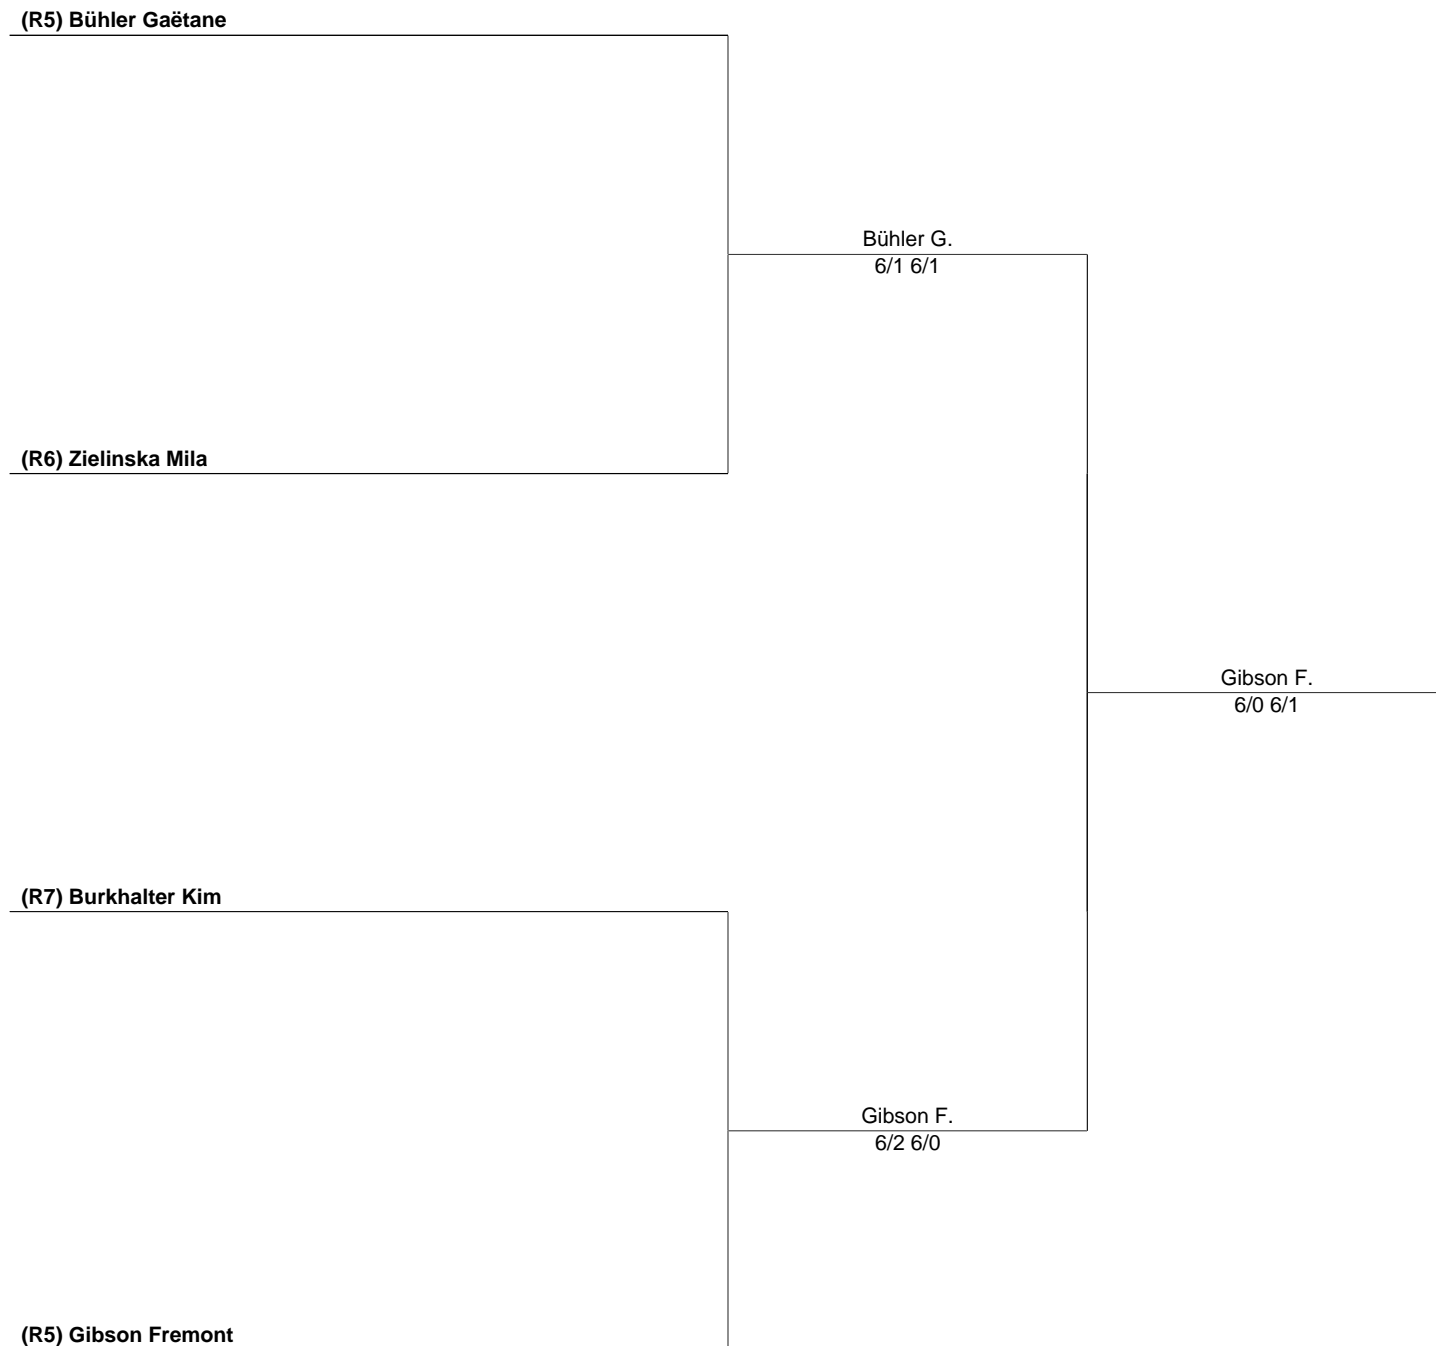 (R5) Bühler Gaëtane
Bühler G.
6/1 6/1
(R6) Zielinska Mila
Gibson F.
6/0 6/1
(R7) Burkhalter Kim
Gibson F.
6/2 6/0
(R5) Gibson Fremont